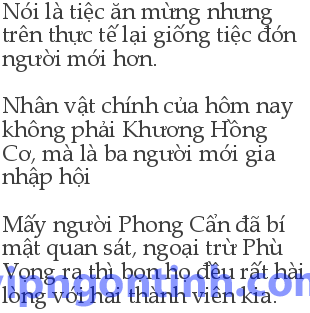 Nói là tiệc ăn mừng nhưng
trên thực tế lại giống tiệc đón
người mới hơn.
Nhân vật chính của hôm nay
không phải Khương Hồng
Cơ, mà là ba người mới gia
nhập hội
Mấy người Phong Cẩn đã bí
mật quan sát, ngoại trừ Phù
Vọng ra thì bọn họ đều rất hài
lòng với hai thành viên kia.
vipngontinh.com